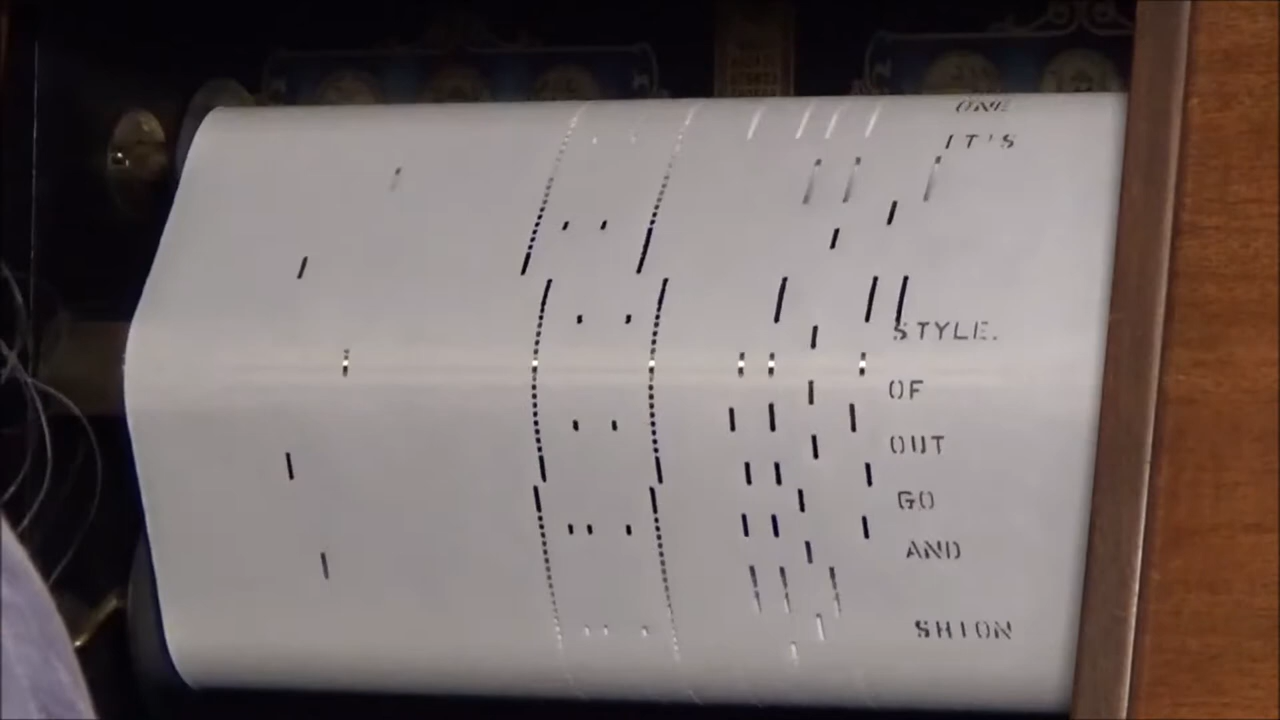 ONE
IT'S
STYLE.
OF
OUT
GO
AND
SHION